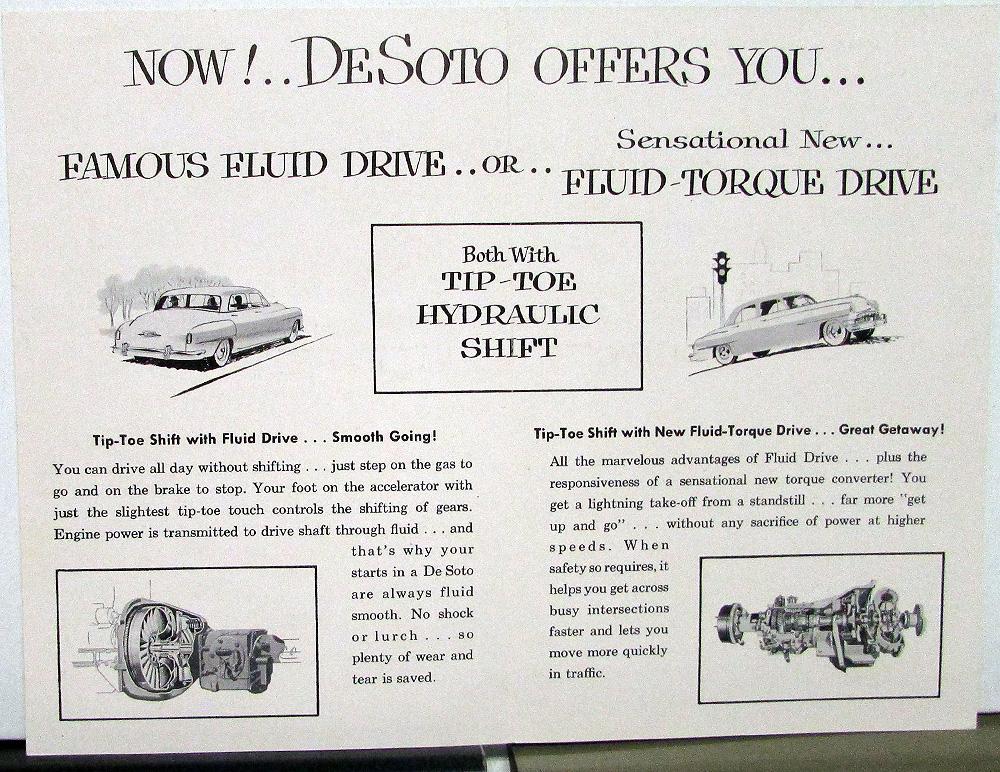 NOW!..DESOTO OFFERS YOU...
FAMOUS FLUID DRIVE..OR..
Sensational New...
FLUID-TORQUE DRIVE
Both With
TIP-TOE
HYDRAULIC
SHIFT
Tip-Toe Shift with Fluid Drive . . . Smooth Going!
You can drive all day without shifting . . . just step on the gas to
go and on the brake to stop. Your foot on the accelerator with
just the slightest tip-toe touch controls the shifting of gears.
Engine power is transmitted to drive shaft through fluid . . . and
that's why your
starts in a De Soto
are always fluid
smooth. No shock
or lurch . . . so
plenty of wear and
tear is saved.
Tip-Toe Shift with New Fluid-Torque Drive . . . Great Getaway!
All the marvelous advantages of Fluid Drive . . . plus the
responsiveness of a sensational new torque converter! You
get a lightning take-off from a standstill . . . far more "get
up and go" . . . without any sacrifice of power at higher
speeds. When
safety so requires, it
helps you get across
busy intersections
faster and lets you
move more quickly
in traffic.